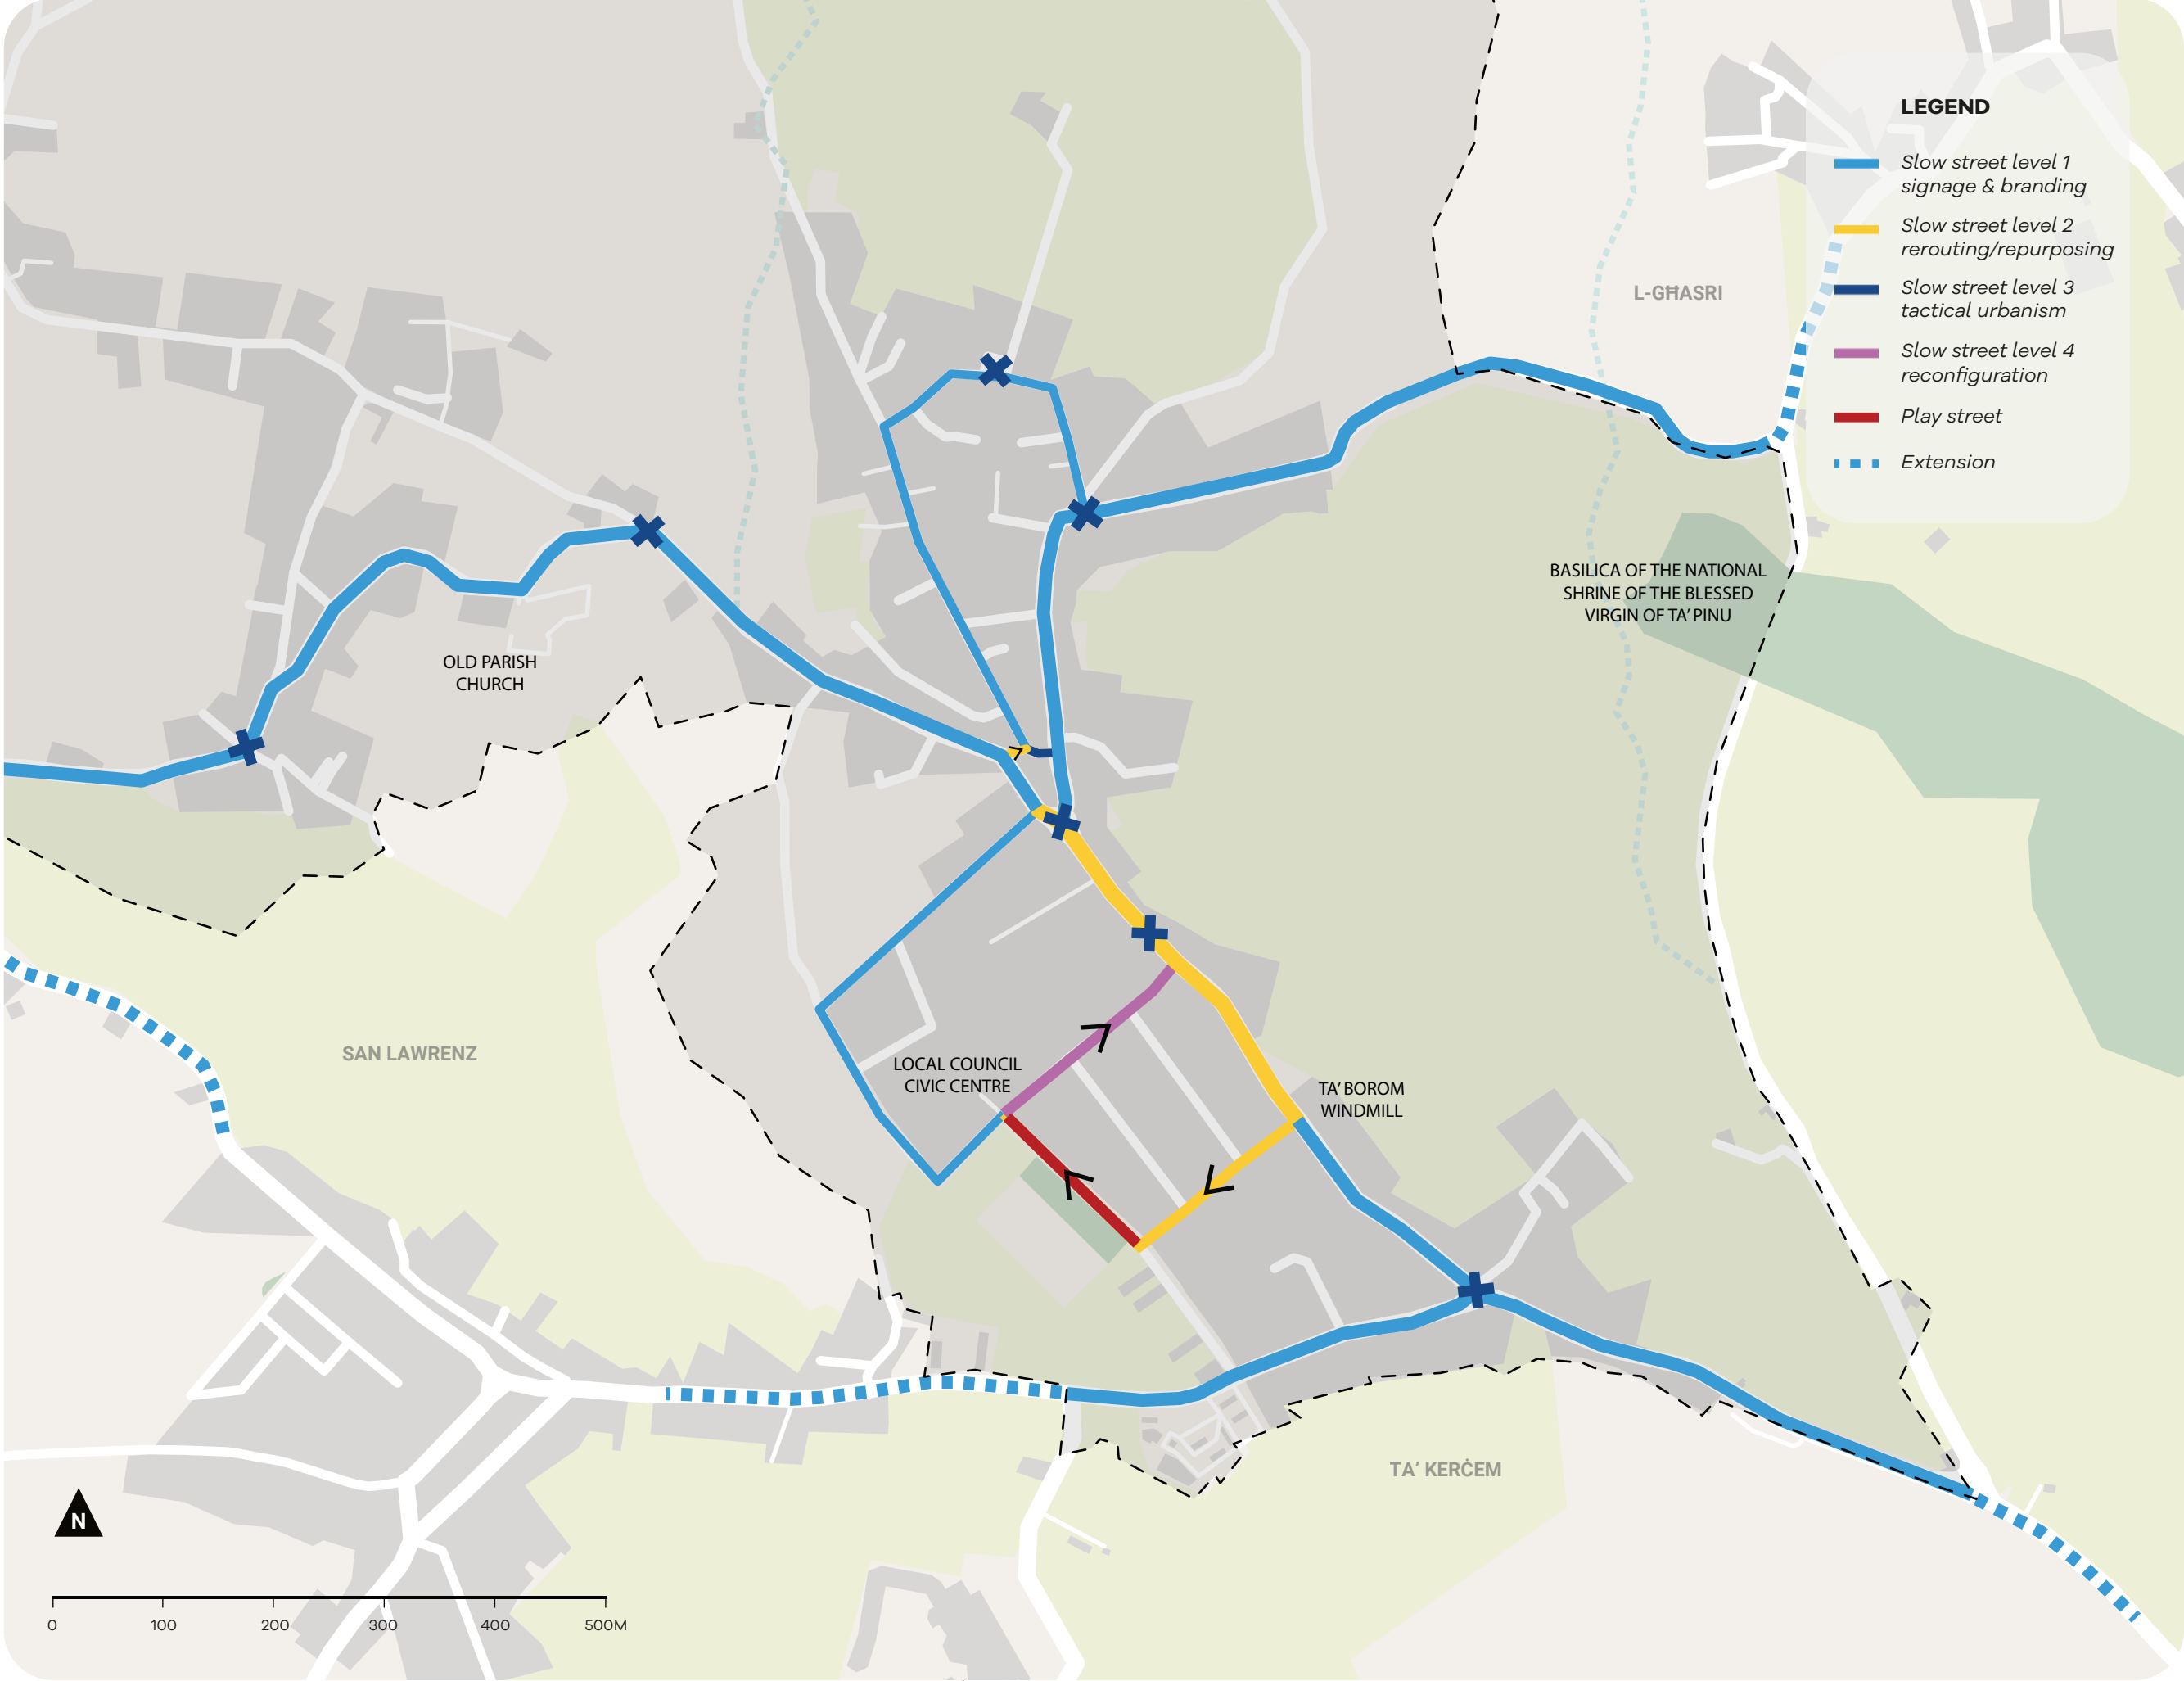 LEGEND
Slow street level 1
signage & branding
Slow street level 2
rerouting/repurposing
Slow street level 3
tactical urbanism
Slow street level 4
reconfiguration
Play street
Extension
L-GĦASRI
BASILICA OF THE NATIONAL
SHRINE OF THE BLESSED
VIRGIN OF TA’ PINU
OLD PARISH
CHURCH
SAN LAWRENZ
LOCAL COUNCIL
CIVIC CENTRE
TA’ BOROM
WINDMILL
TA’ KERĊEM
N
0 100 200 300 400 500M